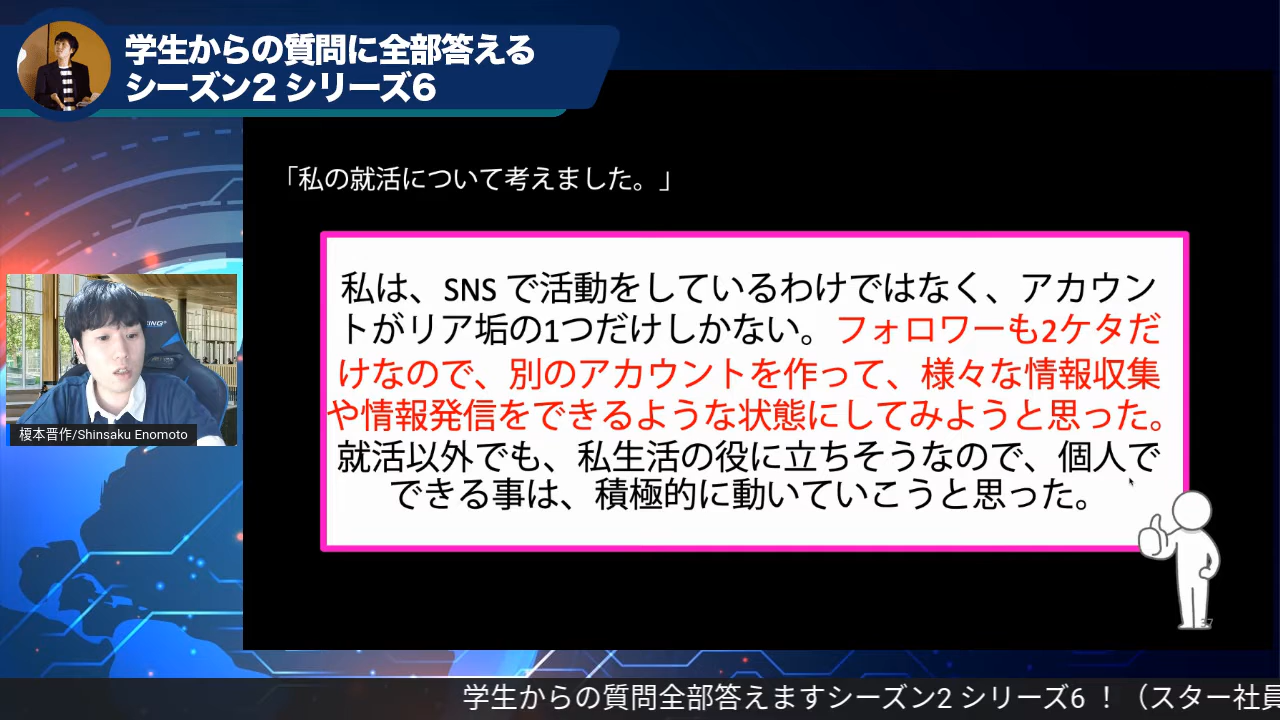 学生からの質問に全部答える
シーズン2 シリーズ6
「私の就活について考えました。」
私は、SNS で活動をしているわけではなく、アカウン
トがリア垢の1つだけしかない。フォロワーも2ケタだ
けなので、別のアカウントを作って、様々な情報収集
や情報発信をできるような状態にしてみようと思った。
就活以外でも、私生活の役に立ちそうなので、個人で
できる事は、積極的に動いていこうと思った。
榎本晋作/Shinsaku Enomoto
37
学生からの質問全部答えますシーズン2 シリーズ6 ！（スター社員